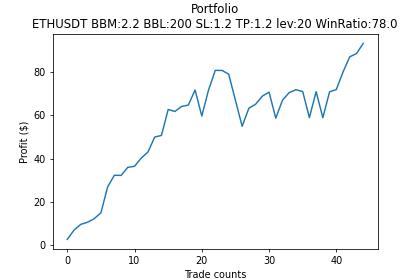 Portfolio
ETHUSDT BBM:2.2 BBL:200 SL:1.2 TP:1.2 lev:20 WinRatio:78.0
80
60
40
20
0
Profit ($)
0 10 20 30 40
Trade counts